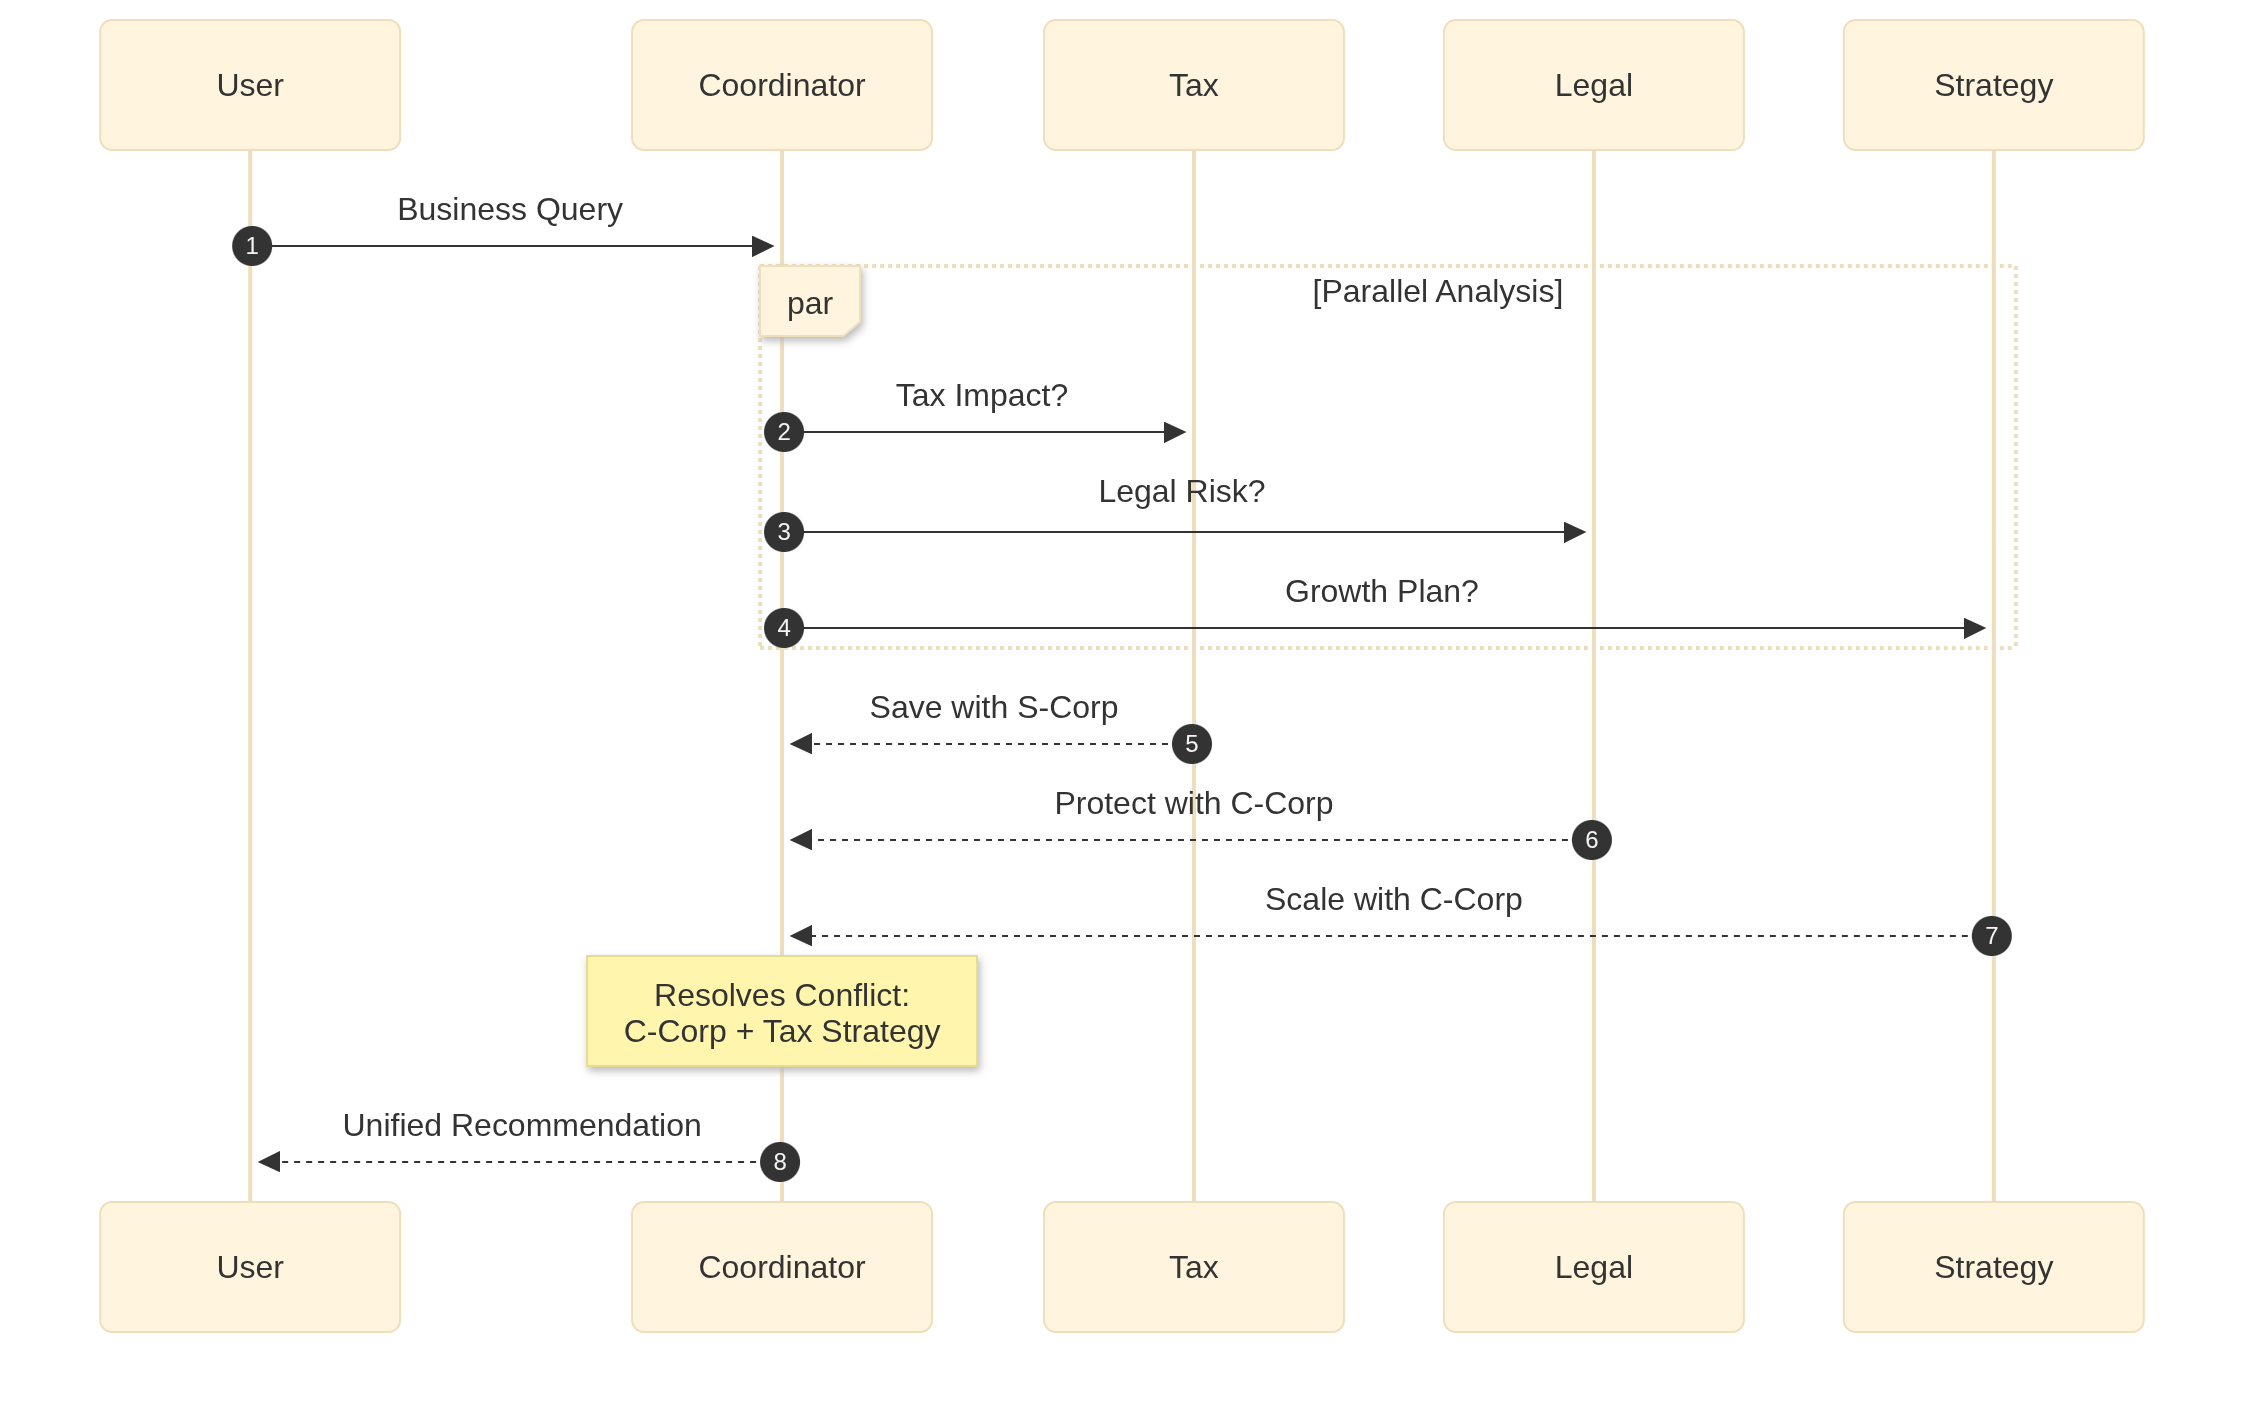 User
Coordinator
Tax
Legal
Strategy
Business Query
1
par
[Parallel Analysis]
Tax Impact?
2
Legal Risk?
3
Growth Plan?
4
Save with S-Corp
5
Protect with C-Corp
6
Scale with C-Corp
7
Resolves Conflict:
C-Corp + Tax Strategy
Unified Recommendation
8
User
Coordinator
Tax
Legal
Strategy